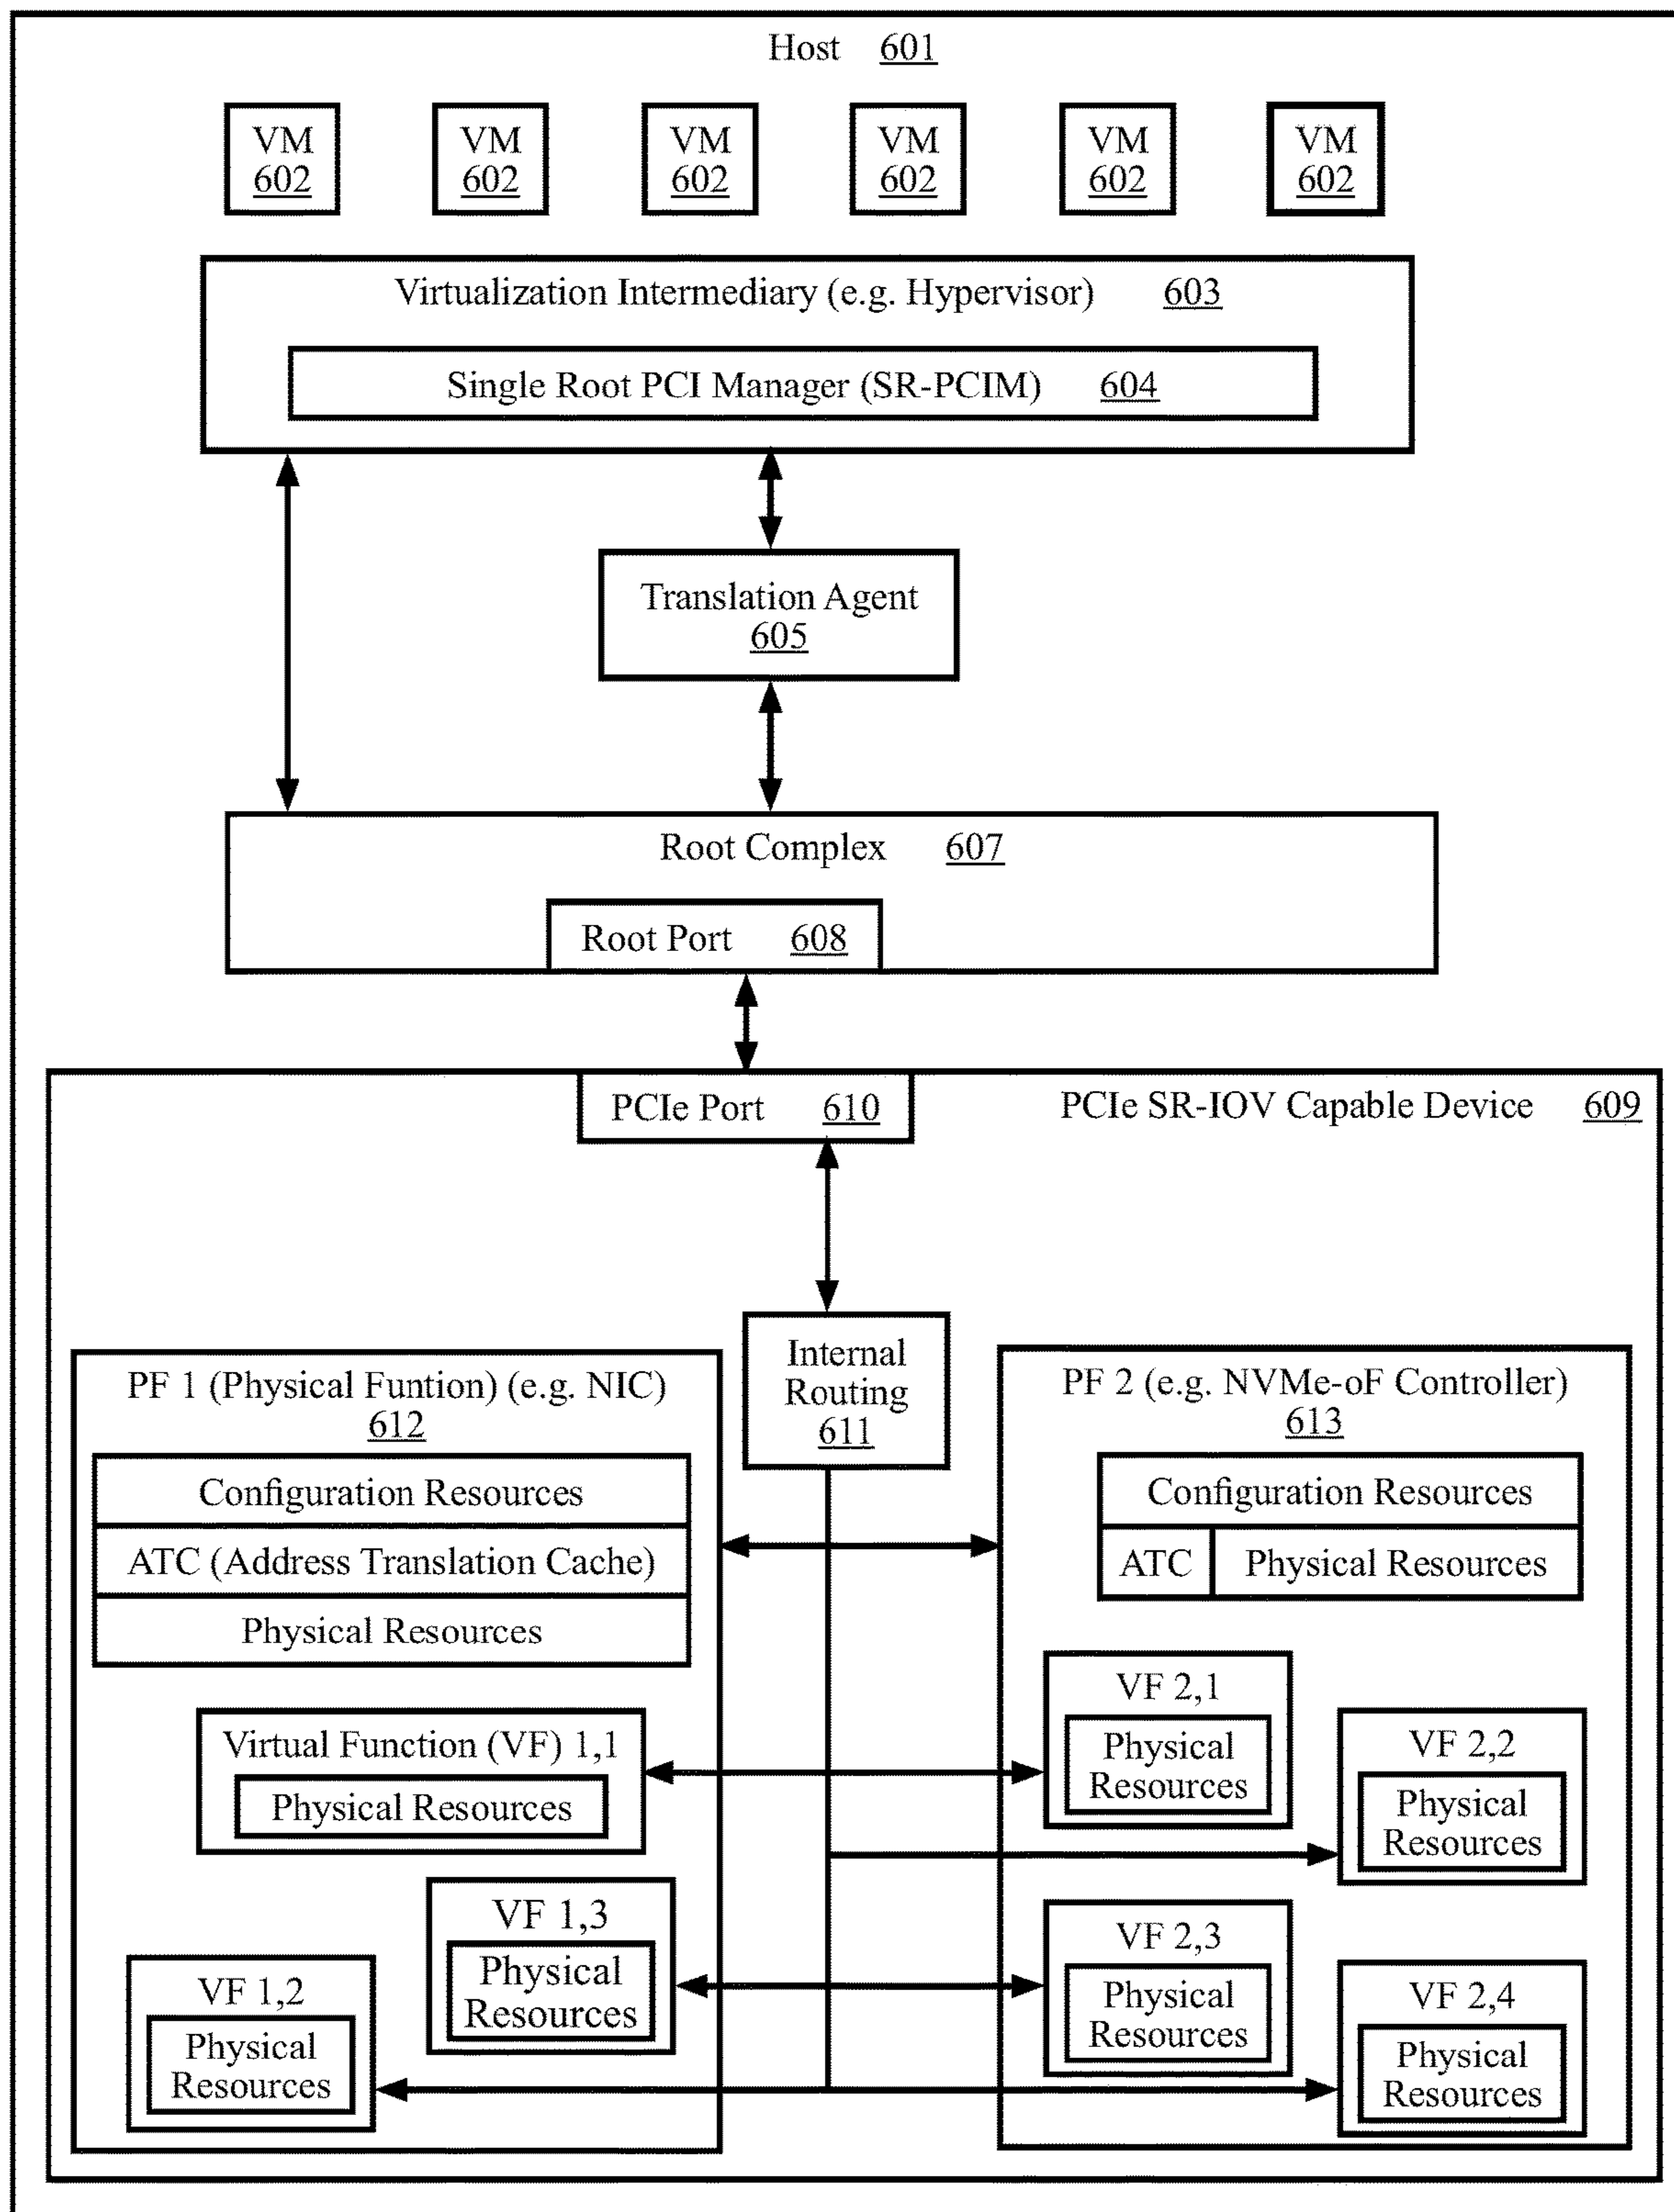 Host 601
VM VM VM VM VM VM
602 602 602 602 602 602
Virtualization Intermediary (e.g. Hypervisor) 603
Single Root PCI Manager (SR-PCIM) 604
Translation Agent
605
Root Complex 607
Root Port 608
PCIe Port 610
PCIe SR-IOV Capable Device 609
Internal
Routing
611
PF 1 (Physical Funtion) (e.g. NIC)
612
Configuration Resources
ATC (Address Translation Cache)
Physical Resources
Virtual Function (VF) 1,1
Physical Resources
VF 1,3
Physical
Resources
VF 1,2
Physical
Resources
PF 2 (e.g. NVMe-oF Controller)
613
Configuration Resources
ATC Physical Resources
VF 2,1
Physical
Resources
VF 2,2
Physical
Resources
VF 2,3
Physical
Resources
VF 2,4
Physical
Resources